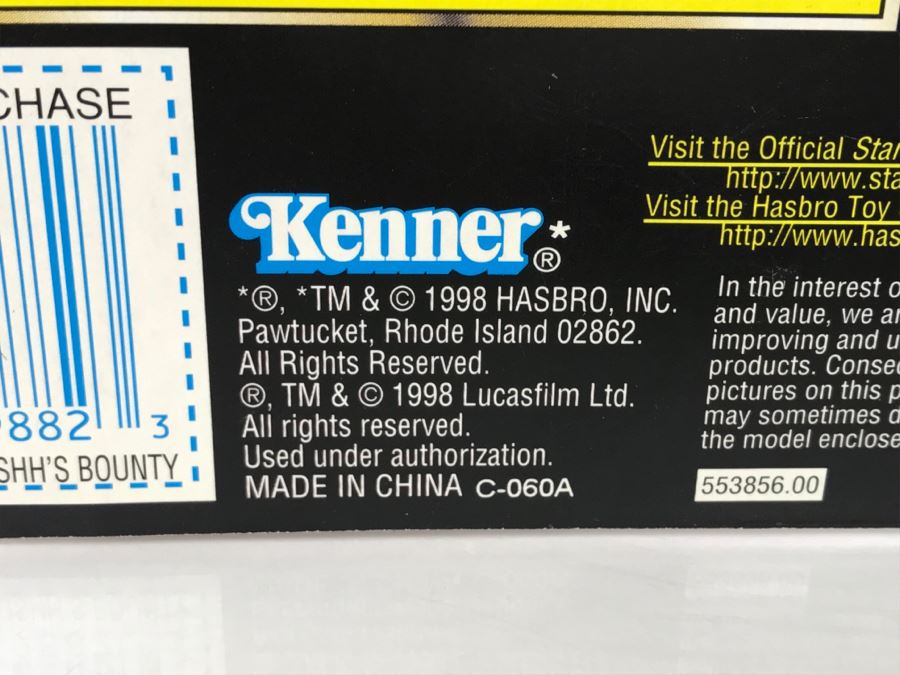 CHASE
882 3
SHH'S BOUNTY
Kenner*®
*®, *TM & © 1998 HASBRO, INC.
Pawtucket, Rhode Island 02862.
All Rights Reserved.
®, TM & © 1998 Lucasfilm Ltd.
All rights reserved.
Used under authorization.
MADE IN CHINA C-060A
Visit the Official Star
http://www.sta
Visit the Hasbro Toy
http://www.has
In the interest o
and value, we ar
improving and u
products. Conseq
pictures on this p
may sometimes d
the model enclose
553856.00